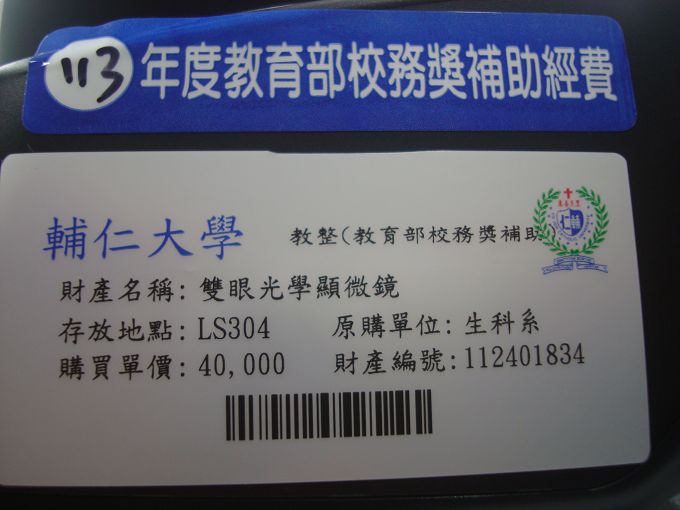 113 年度教育部校務獎補助經費
輔仁大學 教整(教育部校務獎補助
財產名稱: 雙眼光學顯微鏡
存放地點: LS304 原購單位: 生科系
購買單價: 40,000 財產編號:112401834